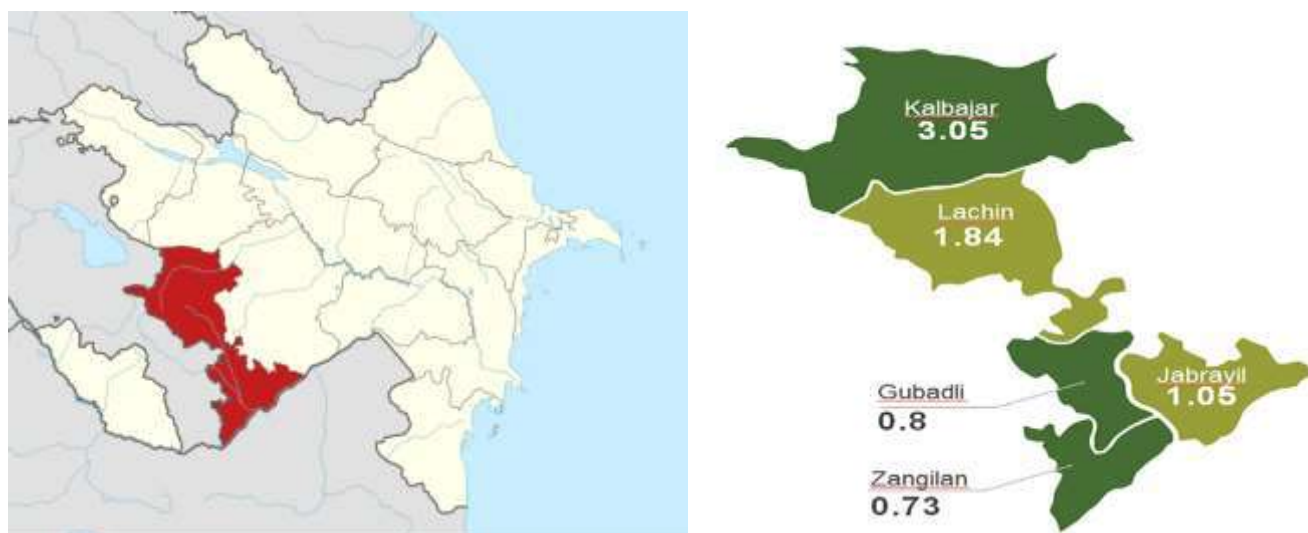 Kalbajar
3.05
Lachin
1.84
Gubadli
0.8
Jabrayil
1.05
Zangilan
0.73